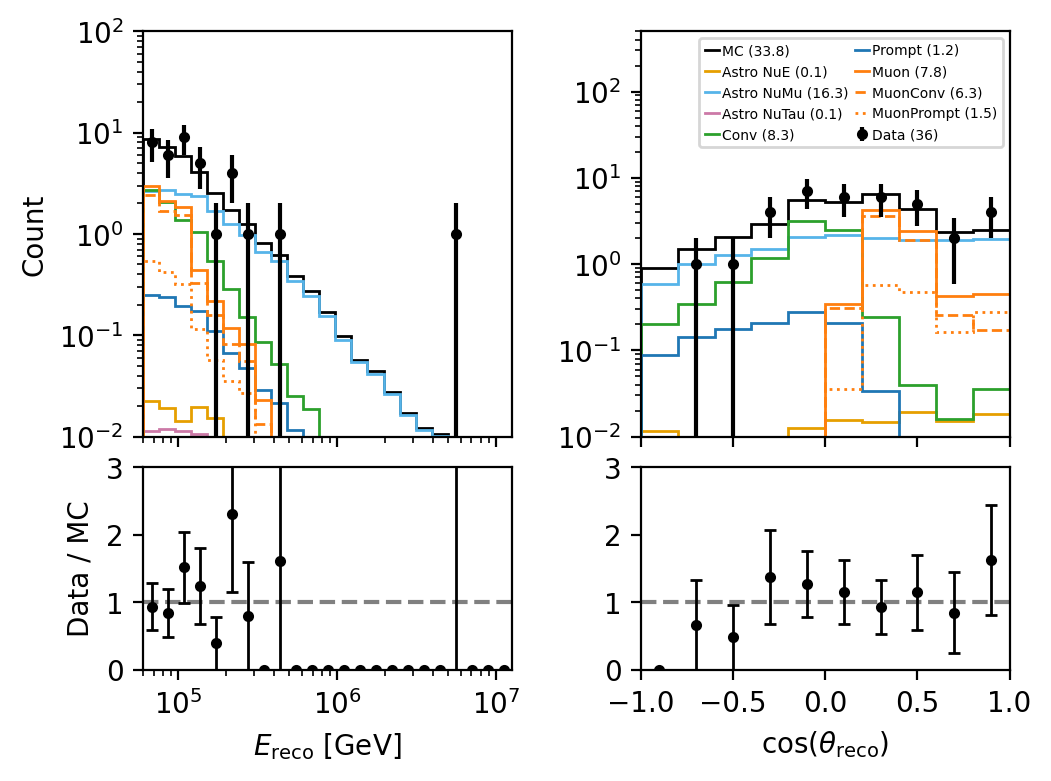 10²
10¹
10⁰
10⁻¹
10⁻²
Count
10²
10¹
10⁰
10⁻¹
10⁻²
MC (33.8)
Astro NuE (0.1)
Astro NuMu (16.3)
Astro NuTau (0.1)
Conv (8.3)
Prompt (1.2)
Muon (7.8)
MuonConv (6.3)
MuonPrompt (1.5)
Data (36)
3
2
1
0
Data / MC
10⁵ 10⁶ 10⁷
E_reco [GeV]
3
2
1
0
−1.0 −0.5 0.0 0.5 1.0
cos(θ_reco)